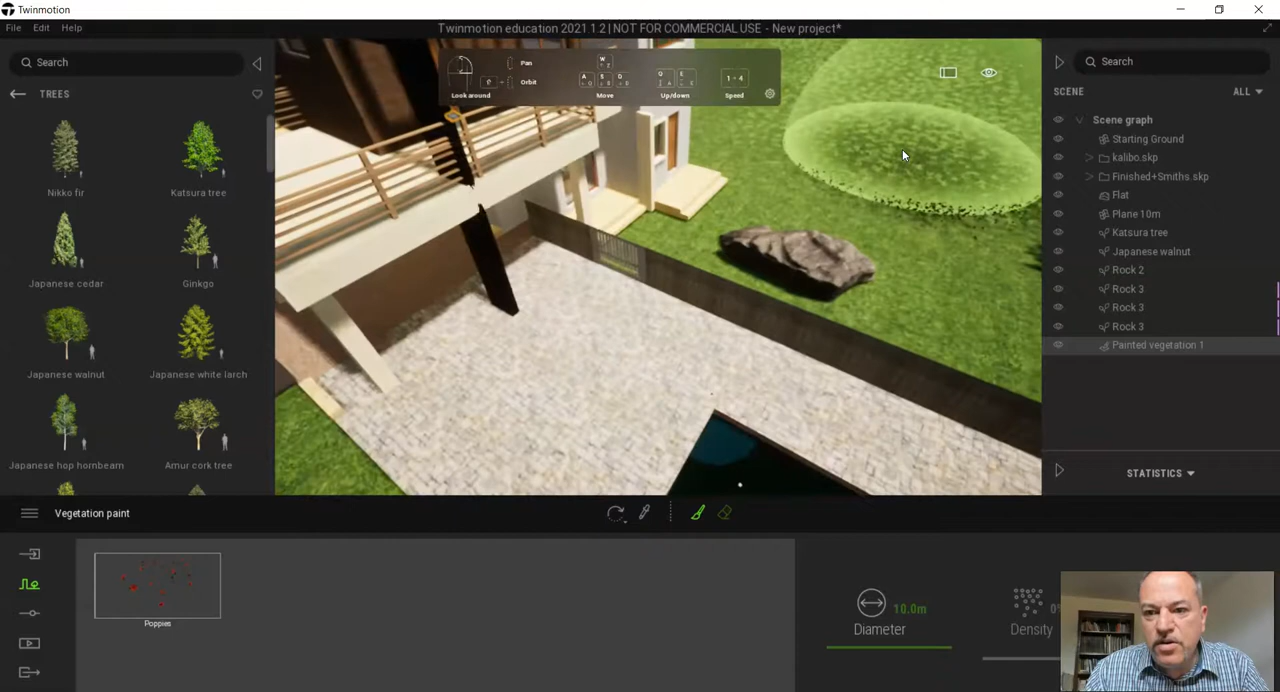 Twinmotion
File Edit Help
Twinmotion education 2021.1.2 | NOT FOR COMMERCIAL USE - New project*
Search
TREES
Nikko fir
Katsura tree
Japanese cedar
Ginkgo
Japanese walnut
Japanese white larch
Japanese hop hornbeam
Amur cork tree
Look around
Pan
Orbit
W
A S D
Move
Q E
Up/down
1 - 4
Speed
Search
SCENE
ALL
Scene graph
Starting Ground
kalibo.skp
Finished+Smiths.skp
Flat
Plane 10m
Katsura tree
Japanese walnut
Rock 2
Rock 3
Rock 3
Rock 3
Painted vegetation 1
STATISTICS
Vegetation paint
Poppies
10.0m
Diameter
Density